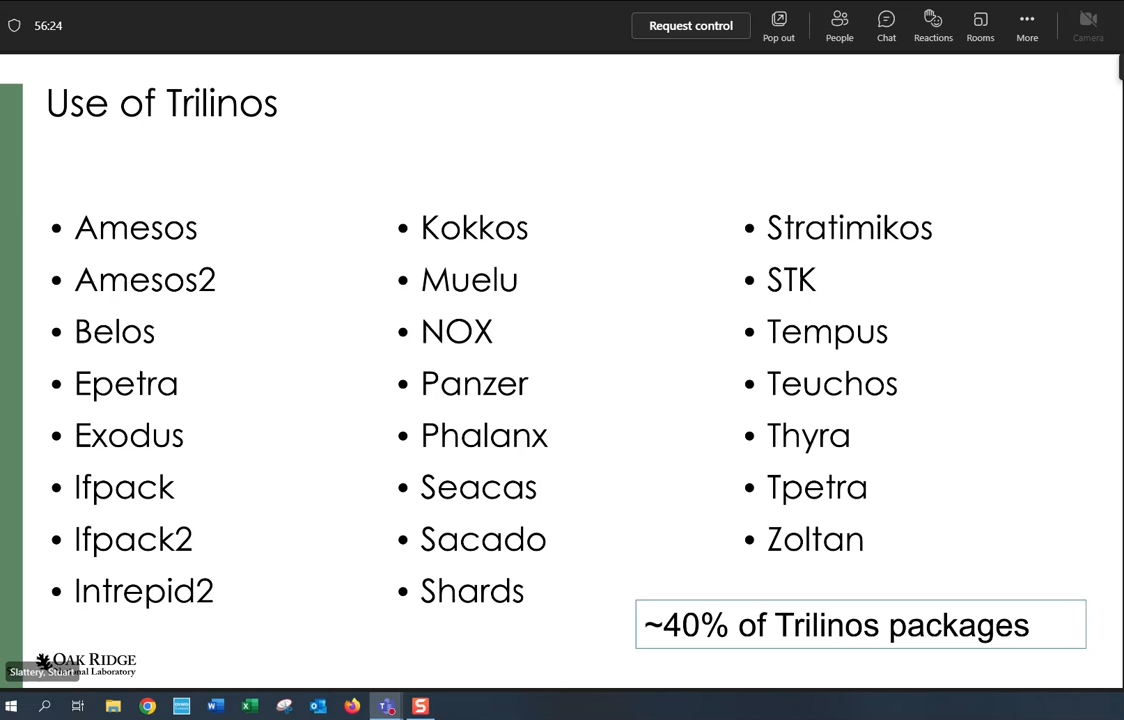 56:24
Request control
Pop out
People
Chat
Reactions
Rooms
More
Camera
Use of Trilinos
• Amesos
• Amesos2
• Belos
• Epetra
• Exodus
• Ifpack
• Ifpack2
• Intrepid2
• Kokkos
• Muelu
• NOX
• Panzer
• Phalanx
• Seacas
• Sacado
• Shards
• Stratimikos
• STK
• Tempus
• Teuchos
• Thyra
• Tpetra
• Zoltan
~40% of Trilinos packages
OAK RIDGE
Laboratory
Slattery, Stuart